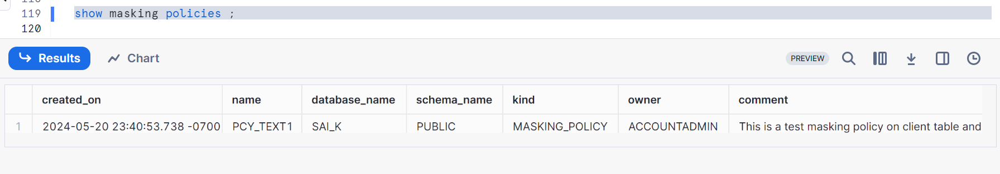 119 show masking policies ;
120
Results Chart PREVIEW
created_on name database_name schema_name kind owner comment
1 2024-05-20 23:40:53.738 -0700 PCY_TEXT1 SAI_K PUBLIC MASKING_POLICY ACCOUNTADMIN This is a test masking policy on client table and